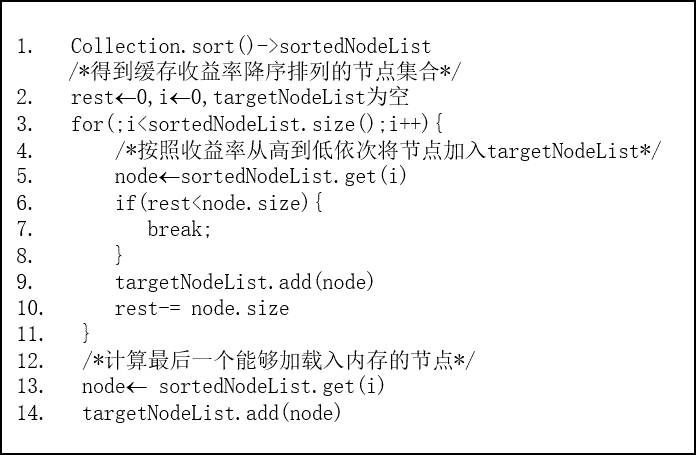 1. Collection.sort()->sortedNodeList
/*得到缓存收益率降序排列的节点集合*/
2. rest←0,i←0,targetNodeList为空
3. for(;i<sortedNodeList.size();i++){
4. /*按照收益率从高到低依次将节点加入targetNodeList*/
5. node←sortedNodeList.get(i)
6. if(rest<node.size){
7. break;
8. }
9. targetNodeList.add(node)
10. rest-= node.size
11. }
12. /*计算最后一个能够加载入内存的节点*/
13. node← sortedNodeList.get(i)
14. targetNodeList.add(node)